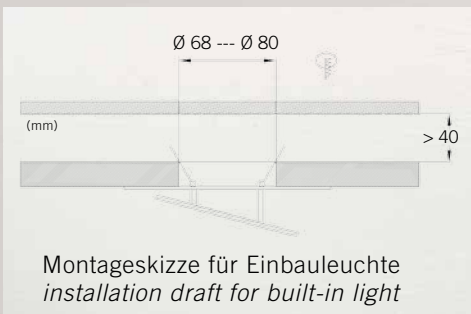 Ø 68 --- Ø 80
(mm)
> 40
Montageskizze für Einbauleuchte
installation draft for built-in light